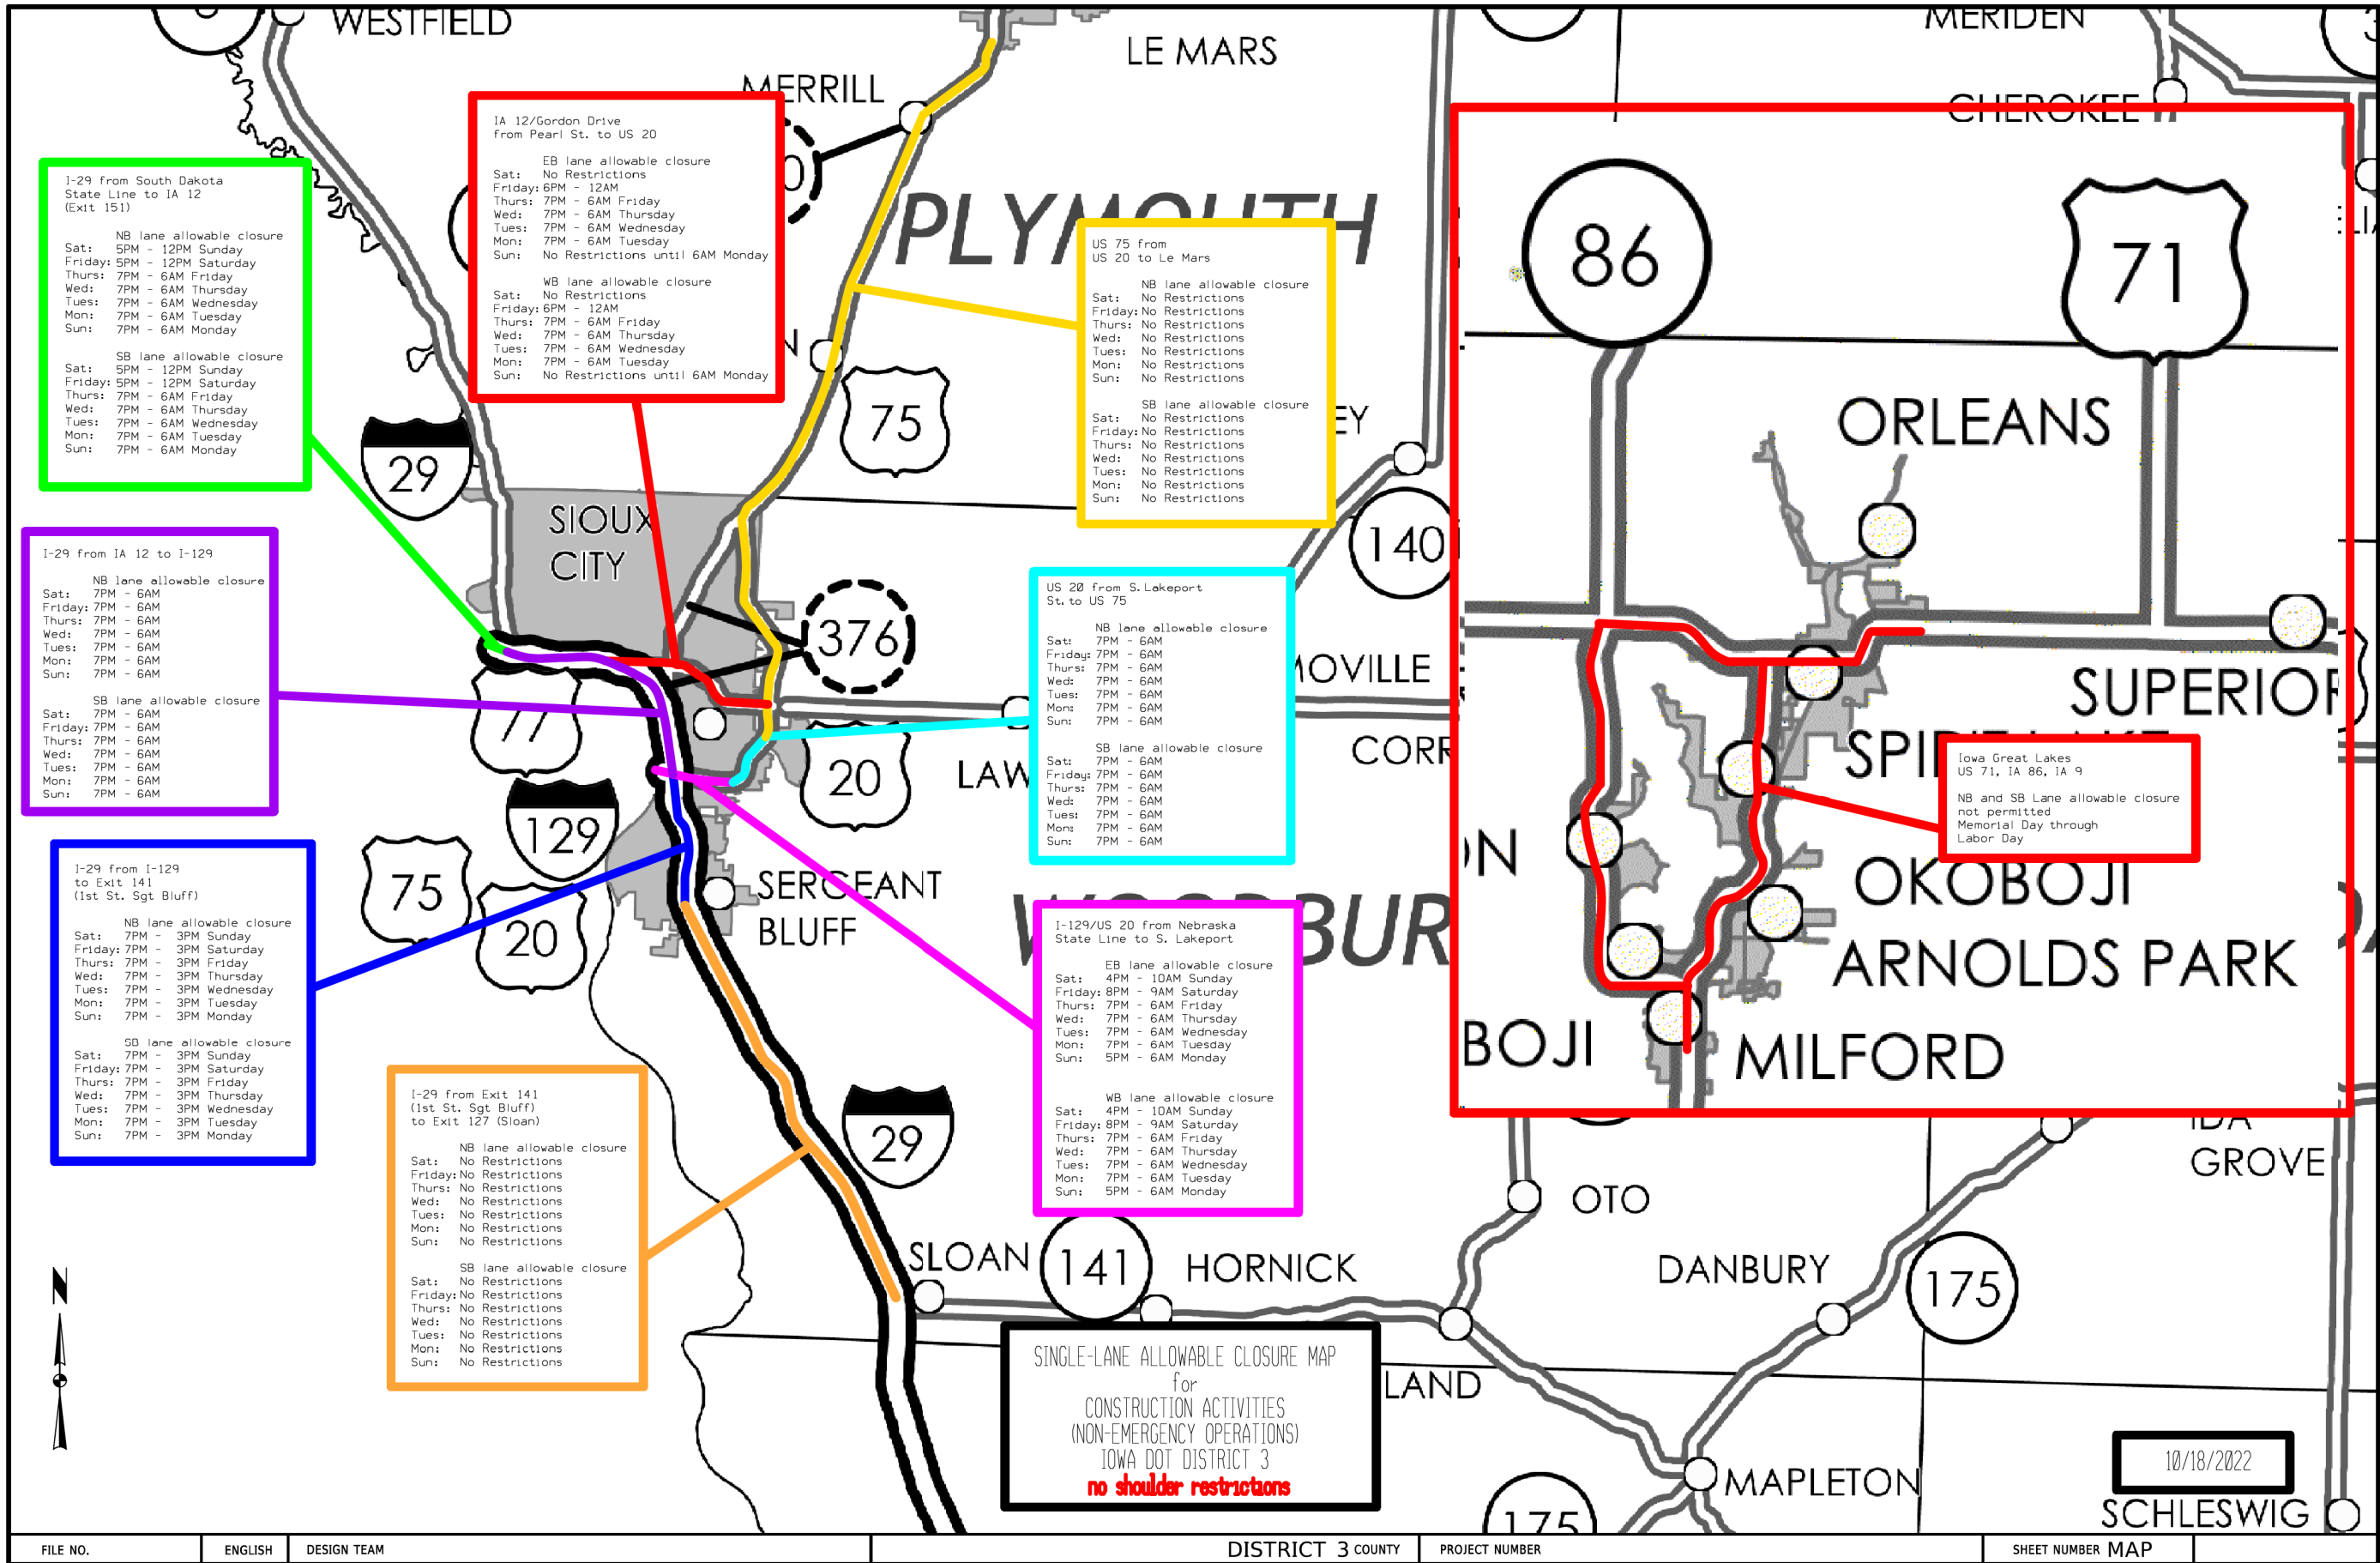 WESTFIELD
LE MARS
MERIDEN
MERRILL
CHEROKEE
PLYMOUTH
I-29 from South Dakota
State Line to IA 12
(Exit 151)
NB lane allowable closure
Sat: 5PM - 12PM Sunday
Friday: 5PM - 12PM Saturday
Thurs: 7PM - 6AM Friday
Wed: 7PM - 6AM Thursday
Tues: 7PM - 6AM Wednesday
Mon: 7PM - 6AM Tuesday
Sun: 7PM - 6AM Monday
SB lane allowable closure
Sat: 5PM - 12PM Sunday
Friday: 5PM - 12PM Saturday
Thurs: 7PM - 6AM Friday
Wed: 7PM - 6AM Thursday
Tues: 7PM - 6AM Wednesday
Mon: 7PM - 6AM Tuesday
Sun: 7PM - 6AM Monday
IA 12/Gordon Drive
from Pearl St. to US 20
EB lane allowable closure
Sat: No Restrictions
Friday: 6PM - 12AM
Thurs: 7PM - 6AM Friday
Wed: 7PM - 6AM Thursday
Tues: 7PM - 6AM Wednesday
Mon: 7PM - 6AM Tuesday
Sun: No Restrictions until 6AM Monday
WB lane allowable closure
Sat: No Restrictions
Friday: 6PM - 12AM
Thurs: 7PM - 6AM Friday
Wed: 7PM - 6AM Thursday
Tues: 7PM - 6AM Wednesday
Mon: 7PM - 6AM Tuesday
Sun: No Restrictions until 6AM Monday
US 75 from
US 20 to Le Mars
NB lane allowable closure
Sat: No Restrictions
Friday: No Restrictions
Thurs: No Restrictions
Wed: No Restrictions
Tues: No Restrictions
Mon: No Restrictions
Sun: No Restrictions
SB lane allowable closure
Sat: No Restrictions
Friday: No Restrictions
Thurs: No Restrictions
Wed: No Restrictions
Tues: No Restrictions
Mon: No Restrictions
Sun: No Restrictions
86
71
75
29
EY
140
ORLEANS
SIOUX
CITY
376
MOVILLE
SUPERIOR
I-29 from IA 12 to I-129
NB lane allowable closure
Sat: 7PM - 6AM
Friday: 7PM - 6AM
Thurs: 7PM - 6AM
Wed: 7PM - 6AM
Tues: 7PM - 6AM
Mon: 7PM - 6AM
Sun: 7PM - 6AM
SB lane allowable closure
Sat: 7PM - 6AM
Friday: 7PM - 6AM
Thurs: 7PM - 6AM
Wed: 7PM - 6AM
Tues: 7PM - 6AM
Mon: 7PM - 6AM
Sun: 7PM - 6AM
US 20 from S. Lakeport
St. to US 75
NB lane allowable closure
Sat: 7PM - 6AM
Friday: 7PM - 6AM
Thurs: 7PM - 6AM
Wed: 7PM - 6AM
Tues: 7PM - 6AM
Mon: 7PM - 6AM
Sun: 7PM - 6AM
SB lane allowable closure
Sat: 7PM - 6AM
Friday: 7PM - 6AM
Thurs: 7PM - 6AM
Wed: 7PM - 6AM
Tues: 7PM - 6AM
Mon: 7PM - 6AM
Sun: 7PM - 6AM
77
20
LAW
CORR
Iowa Great Lakes
US 71, IA 86, IA 9
NB and SB Lane allowable closure
not permitted
Memorial Day through
Labor Day
ON
129
75
20
SERGEANT
BLUFF
WOODBUR
OKOBOJI
ARNOLDS PARK
BOJI
MILFORD
I-29 from I-129
to Exit 141
(1st St. Sgt Bluff)
NB lane allowable closure
Sat: 7PM - 3PM Sunday
Friday: 7PM - 3PM Saturday
Thurs: 7PM - 3PM Friday
Wed: 7PM - 3PM Thursday
Tues: 7PM - 3PM Wednesday
Mon: 7PM - 3PM Tuesday
Sun: 7PM - 3PM Monday
SB lane allowable closure
Sat: 7PM - 3PM Sunday
Friday: 7PM - 3PM Saturday
Thurs: 7PM - 3PM Friday
Wed: 7PM - 3PM Thursday
Tues: 7PM - 3PM Wednesday
Mon: 7PM - 3PM Tuesday
Sun: 7PM - 3PM Monday
I-129/US 20 from Nebraska
State Line to S. Lakeport
EB lane allowable closure
Sat: 4PM - 10AM Sunday
Friday: 8PM - 9AM Saturday
Thurs: 7PM - 6AM Friday
Wed: 7PM - 6AM Thursday
Tues: 7PM - 6AM Wednesday
Mon: 7PM - 6AM Tuesday
Sun: 5PM - 6AM Monday
WB lane allowable closure
Sat: 4PM - 10AM Sunday
Friday: 8PM - 9AM Saturday
Thurs: 7PM - 6AM Friday
Wed: 7PM - 6AM Thursday
Tues: 7PM - 6AM Wednesday
Mon: 7PM - 6AM Tuesday
Sun: 5PM - 6AM Monday
I-29 from Exit 141
(1st St. Sgt Bluff)
to Exit 127 (Sloan)
NB lane allowable closure
Sat: No Restrictions
Friday: No Restrictions
Thurs: No Restrictions
Wed: No Restrictions
Tues: No Restrictions
Mon: No Restrictions
Sun: No Restrictions
SB lane allowable closure
Sat: No Restrictions
Friday: No Restrictions
Thurs: No Restrictions
Wed: No Restrictions
Tues: No Restrictions
Mon: No Restrictions
Sun: No Restrictions
29
IDA
GROVE
OTO
N
SLOAN
141
HORNICK
DANBURY
175
SINGLE-LANE ALLOWABLE CLOSURE MAP
for
CONSTRUCTION ACTIVITIES
(NON-EMERGENCY OPERATIONS)
IOWA DOT DISTRICT 3
no shoulder restrictions
LAND
MAPLETON
175
10/18/2022
SCHLESWIG
FILE NO.
ENGLISH
DESIGN TEAM
DISTRICT 3 COUNTY
PROJECT NUMBER
SHEET NUMBER MAP